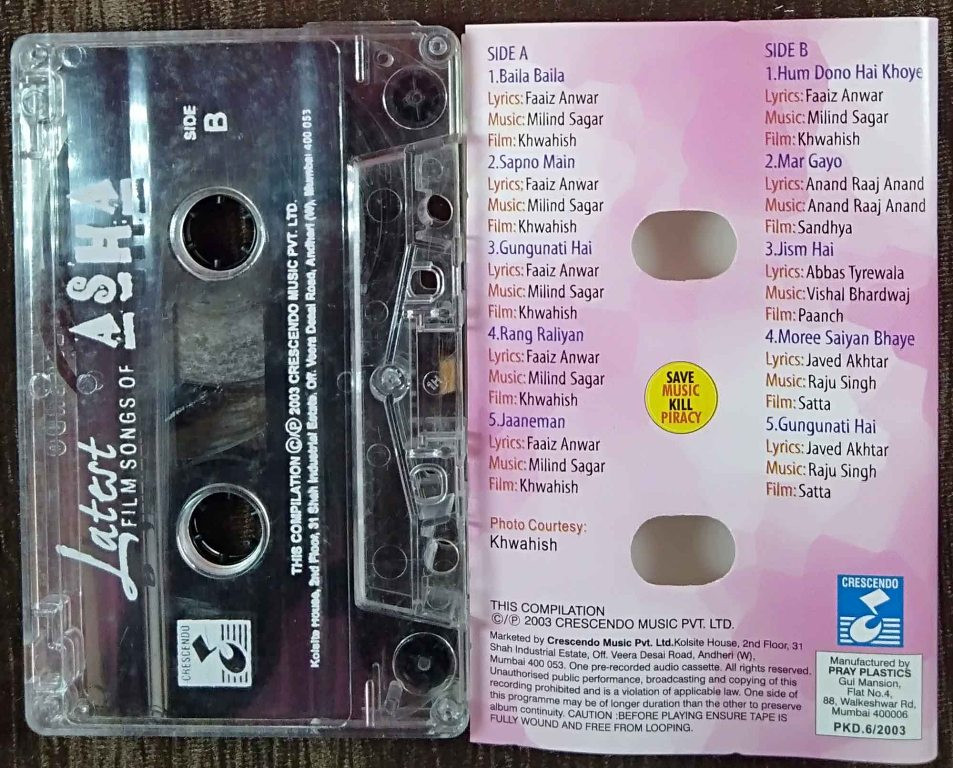 Latest
FILM SONGS OF
ASHA
SIDE
B
THIS COMPILATION Ⓒ/Ⓟ 2003 CRESCENDO MUSIC PVT. LTD.
Kolsite House, 2nd Floor, 31 Shah Industrial Estate, Off. Veera Desai Road, Andheri (W), Mumbai 400 053
CRESCENDO
SIDE A
1.Baila Baila
Lyrics:Faaiz Anwar
Music:Milind Sagar
Film:Khwahish
2.Sapno Main
Lyrics:Faaiz Anwar
Music:Milind Sagar
Film:Khwahish
3.Gungunati Hai
Lyrics:Faaiz Anwar
Music:Milind Sagar
Film:Khwahish
4.Rang Raliyan
Lyrics:Faaiz Anwar
Music:Milind Sagar
Film:Khwahish
5.Jaaneman
Lyrics:Faaiz Anwar
Music:Milind Sagar
Film:Khwahish
Photo Courtesy:
Khwahish
SIDE B
1.Hum Dono Hai Khoye
Lyrics:Faaiz Anwar
Music:Milind Sagar
Film:Khwahish
2.Mar Gayo
Lyrics:Anand Raaj Anand
Music:Anand Raaj Anand
Film:Sandhya
3.Jism Hai
Lyrics:Abbas Tyrewala
Music:Vishal Bhardwaj
Film:Paanch
4.Moree Saiyan Bhaye
Lyrics:Javed Akhtar
Music:Raju Singh
Film:Satta
5.Gungunati Hai
Lyrics:Javed Akhtar
Music:Raju Singh
Film:Satta
SAVE
MUSIC
KILL
PIRACY
THIS COMPILATION
Ⓒ/Ⓟ 2003 CRESCENDO MUSIC PVT. LTD.
Marketed by Crescendo Music Pvt. Ltd.Kolsite House, 2nd Floor, 31
Shah Industrial Estate, Off. Veera Desai Road, Andheri (W),
Mumbai 400 053. One pre-recorded audio cassette. All rights reserved.
Unauthorised public performance, broadcasting and copying of this
recording prohibited and is a violation of applicable law. One side of
this programme may be of longer duration than the other to preserve
album continuity. CAUTION :BEFORE PLAYING ENSURE TAPE IS
FULLY WOUND AND FREE FROM LOOPING.
CRESCENDO
Manufactured by
PRAY PLASTICS
Gul Mansion,
Flat No.4,
88, Walkeshwar Rd,
Mumbai 400006
PKD.6/2003